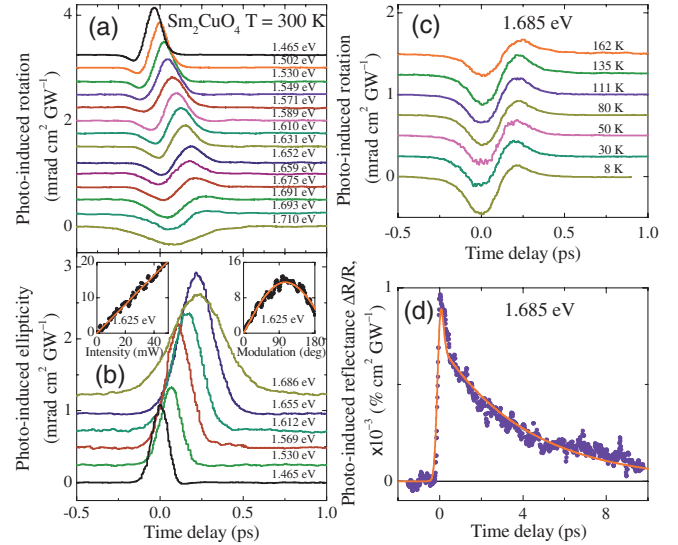 (a) Sm₂CuO₄ T = 300 K
Photo-induced rotation
(mrad cm² GW⁻¹)
4
2
0
1.465 eV
1.502 eV
1.530 eV
1.549 eV
1.571 eV
1.589 eV
1.610 eV
1.631 eV
1.652 eV
1.659 eV
1.675 eV
1.691 eV
1.693 eV
1.710 eV
(b)
Photo-induced ellipticity
(mrad cm² GW⁻¹)
3
2
1
0
20
10
0
1.625 eV
0 20 40
Intensity (mW)
16
8
0
1.625 eV
0 90 180
Modulation (deg)
1.686 eV
1.655 eV
1.612 eV
1.569 eV
1.530 eV
1.465 eV
-0.5 0.0 0.5 1.0
Time delay (ps)
(c) 1.685 eV
Photo-induced rotation
(mrad cm² GW⁻¹)
2
1
0
162 K
135 K
111 K
80 K
50 K
30 K
8 K
-0.5 0.0 0.5 1.0
Time delay (ps)
(d) 1.685 eV
Photo-induced reflectance ΔR/R,
x10⁻³ (% cm² GW⁻¹)
1
0
0 4 8
Time delay (ps)